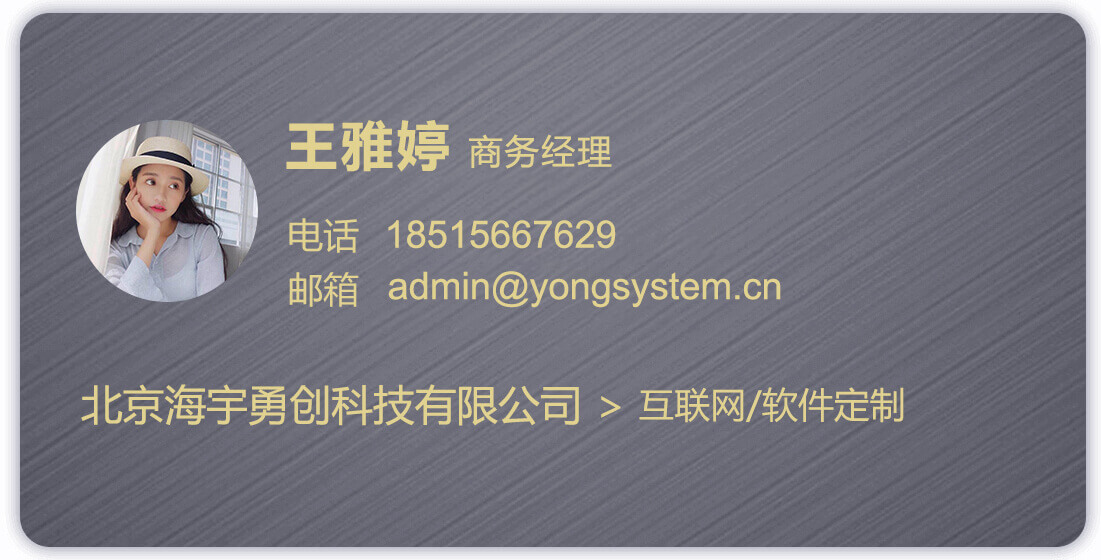 王雅婷 商务经理
电话 18515667629
邮箱 admin@yongsystem.cn
北京海宇勇创科技有限公司 > 互联网/软件定制